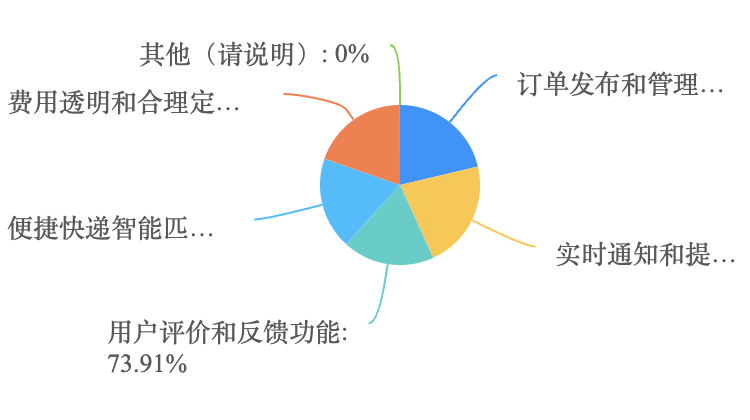 其他（请说明）: 0%
订单发布和管理...
费用透明和合理定...
便捷快递智能匹...
实时通知和提...
用户评价和反馈功能:
73.91%